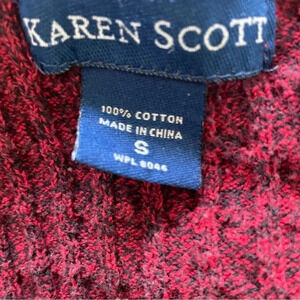 KAREN SCOTT
100% COTTON
MADE IN CHINA
S
WPL 8046